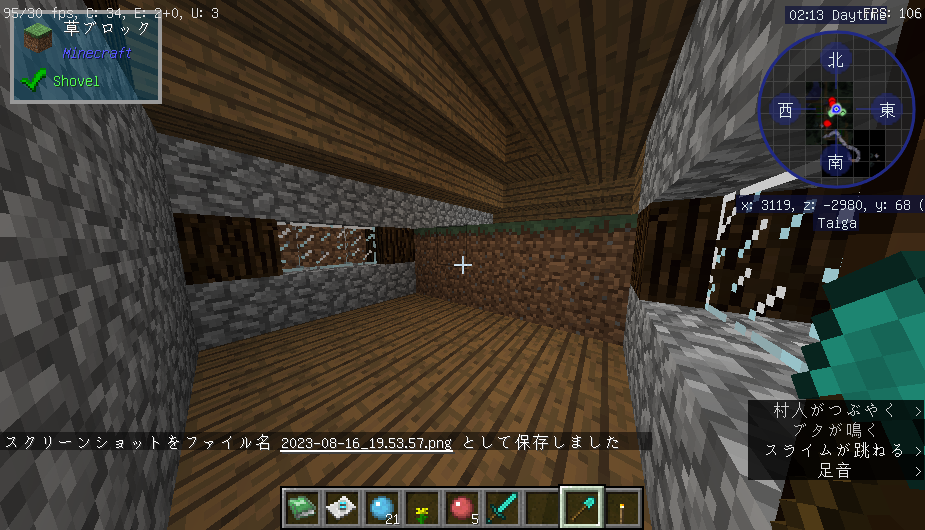 95/30 fps, C: 34, E: 2+0, U: 3
草ブロック
Minecraft
Shovel
02:13 Daytime
FPS: 106
北
西
東
南
x: 3119, z: -2980, y: 68 (
Taiga
村人がつぶやく >
ブタが鳴く
スライムが跳ねる >
足音 >
スクリーンショットをファイル名 2023-08-16_19.53.57.png として保存しました
21
5